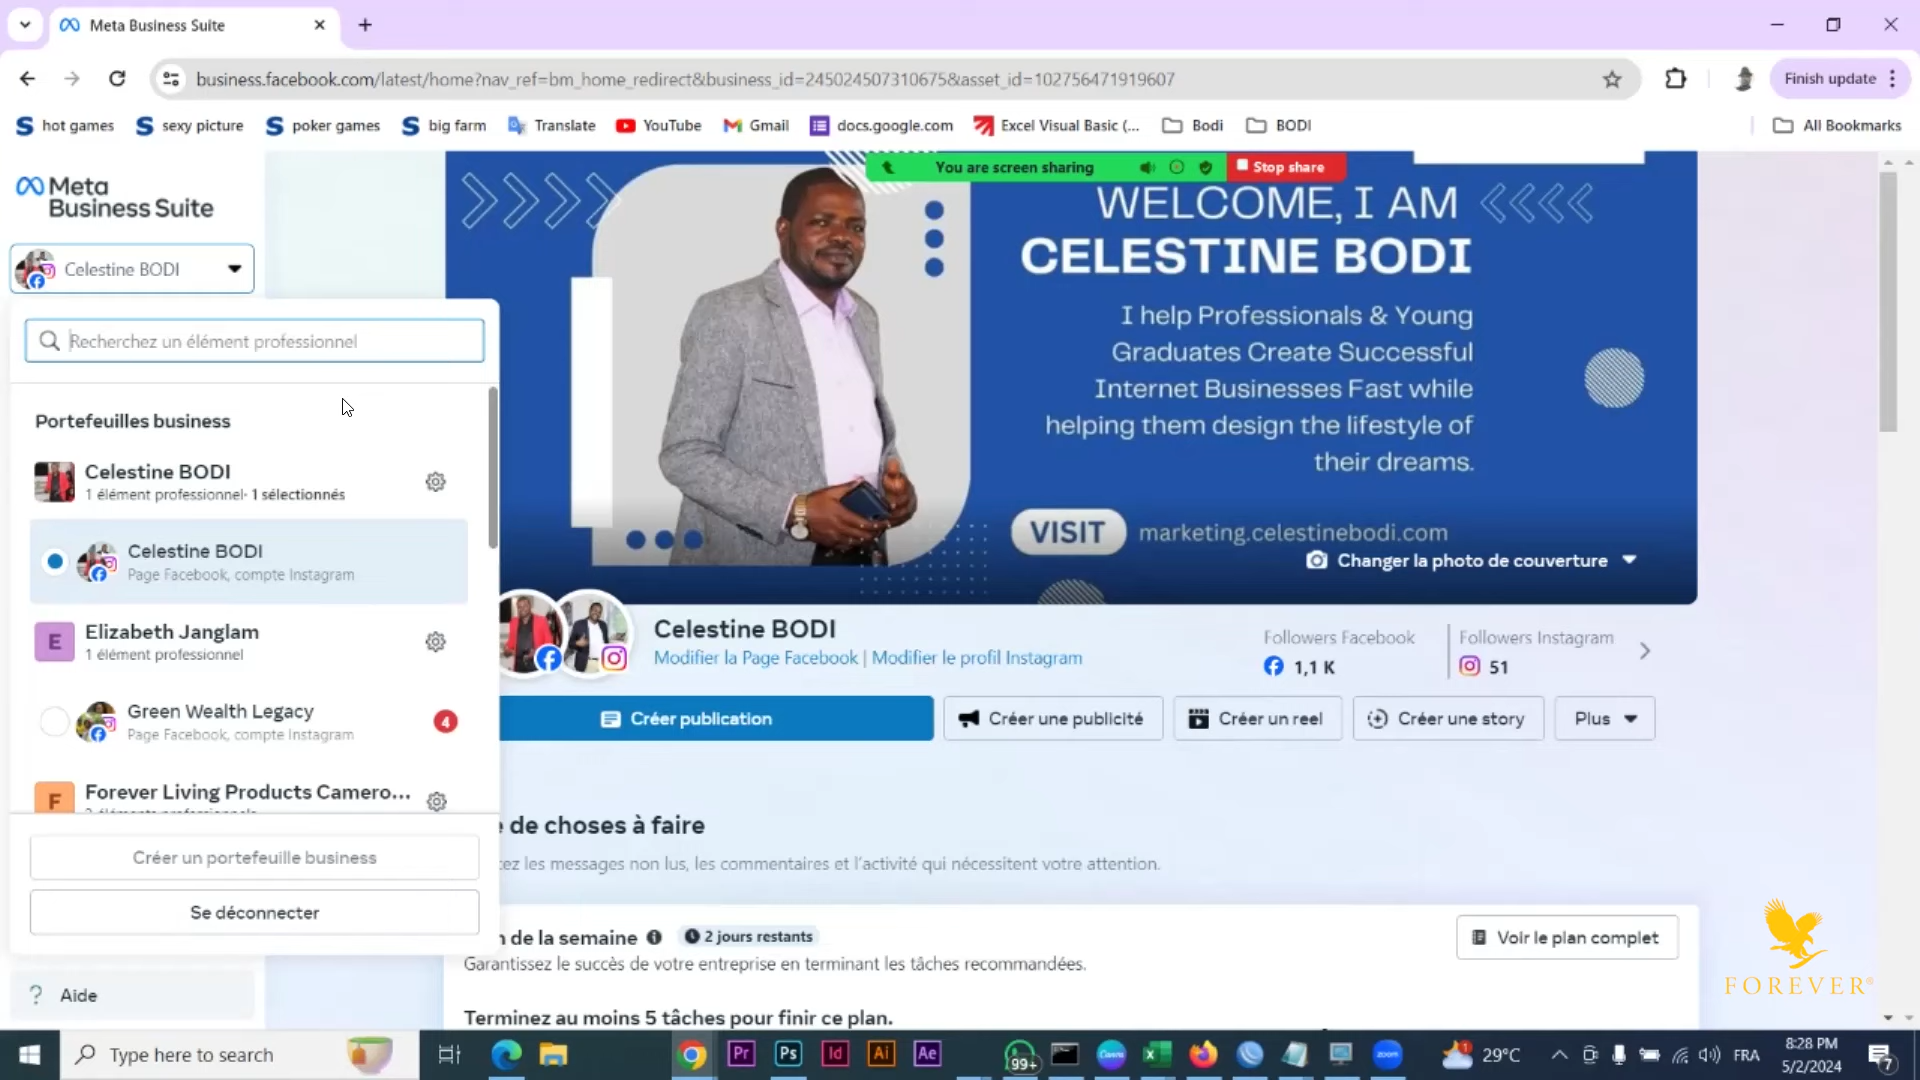 Meta Business Suite
business.facebook.com/latest/home?nav_ref=bm_home_redirect&business_id=245024507310675&asset_id=102756471919607
Finish update
hot games
sexy picture
poker games
big farm
Translate
YouTube
Gmail
docs.google.com
Excel Visual Basic (...
Bodi
BODI
All Bookmarks
You are screen sharing
Stop share
Meta
Business Suite
Celestine BODI
Recherchez un élément professionnel
Portefeuilles business
Celestine BODI
1 élément professionnel· 1 sélectionnés
Celestine BODI
Page Facebook, compte Instagram
E
Elizabeth Janglam
1 élément professionnel
Green Wealth Legacy
Page Facebook, compte Instagram
4
F
Forever Living Products Camero...
Créer un portefeuille business
Se déconnecter
? Aide
WELCOME, I AM
CELESTINE BODI
I help Professionals & Young
Graduates Create Successful
Internet Businesses Fast while
helping them design the lifestyle of
their dreams.
VISIT
marketing.celestinebodi.com
Changer la photo de couverture
Celestine BODI
Modifier la Page Facebook | Modifier le profil Instagram
Followers Facebook
1,1 K
Followers Instagram
51
Créer publication
Créer une publicité
Créer un reel
Créer une story
Plus
de choses à faire
les messages non lus, les commentaires et l'activité qui nécessitent votre attention.
de la semaine
2 jours restants
Voir le plan complet
Garantissez le succès de votre entreprise en terminant les tâches recommandées.
Terminez au moins 5 tâches pour finir ce plan.
FOREVER®
Type here to search
Pr
Ps
Id
Ai
Ae
99+
Canva
zoom
29°C
FRA
8:28 PM
5/2/2024
7